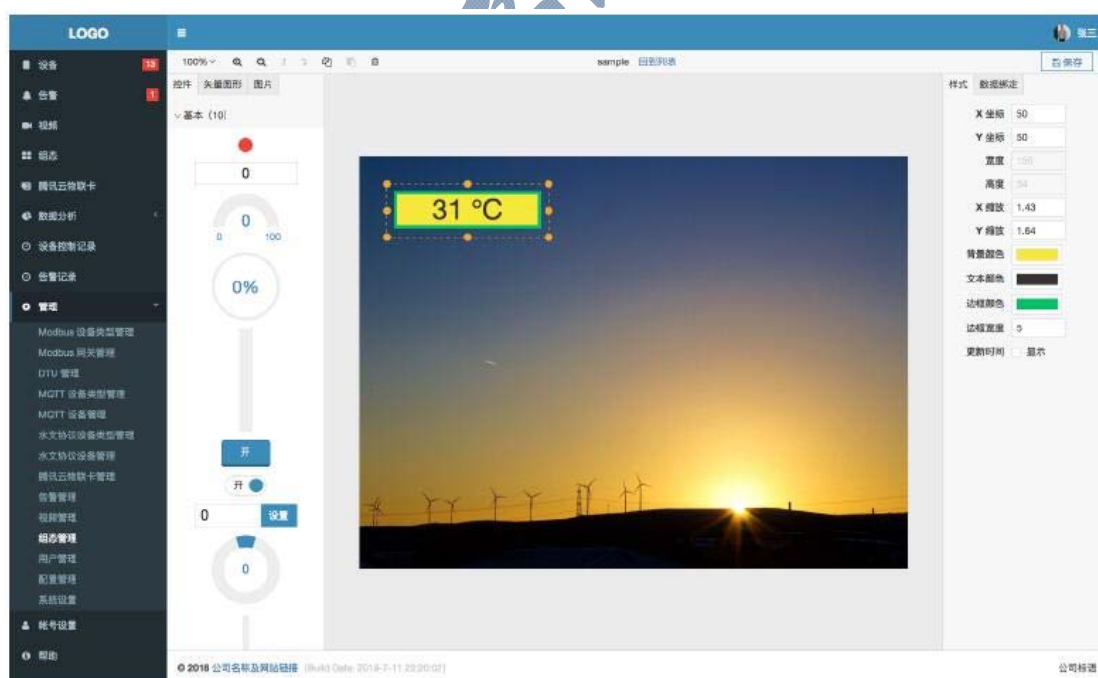 LOGO
张三
设备 13
告警 1
视频
组态
腾讯云物联卡
数据分析
设备控制记录
告警记录
管理
Modbus 设备类型管理
Modbus 网关管理
DTU 管理
MQTT 设备类型管理
MQTT 设备管理
水文协议设备类型管理
水文协议设备管理
腾讯云物联卡管理
告警管理
视频管理
组态管理
用户管理
配置管理
系统设置
帐号设置
帮助
100%
sample 回到列表
保存
控件 矢量图形 图片
基本 (10)
0
0
0 100
0%
开
开
0 设置
0
31 °C
样式 数据绑定
X 坐标 50
Y 坐标 50
宽度
高度
X 缩放 1.43
Y 缩放 1.64
背景颜色
文本颜色
边框颜色
边框宽度 5
更新时间 显示
© 2018 公司名称及网站链接 (Build Date: 2018-7-11 23:20:02)
公司标语